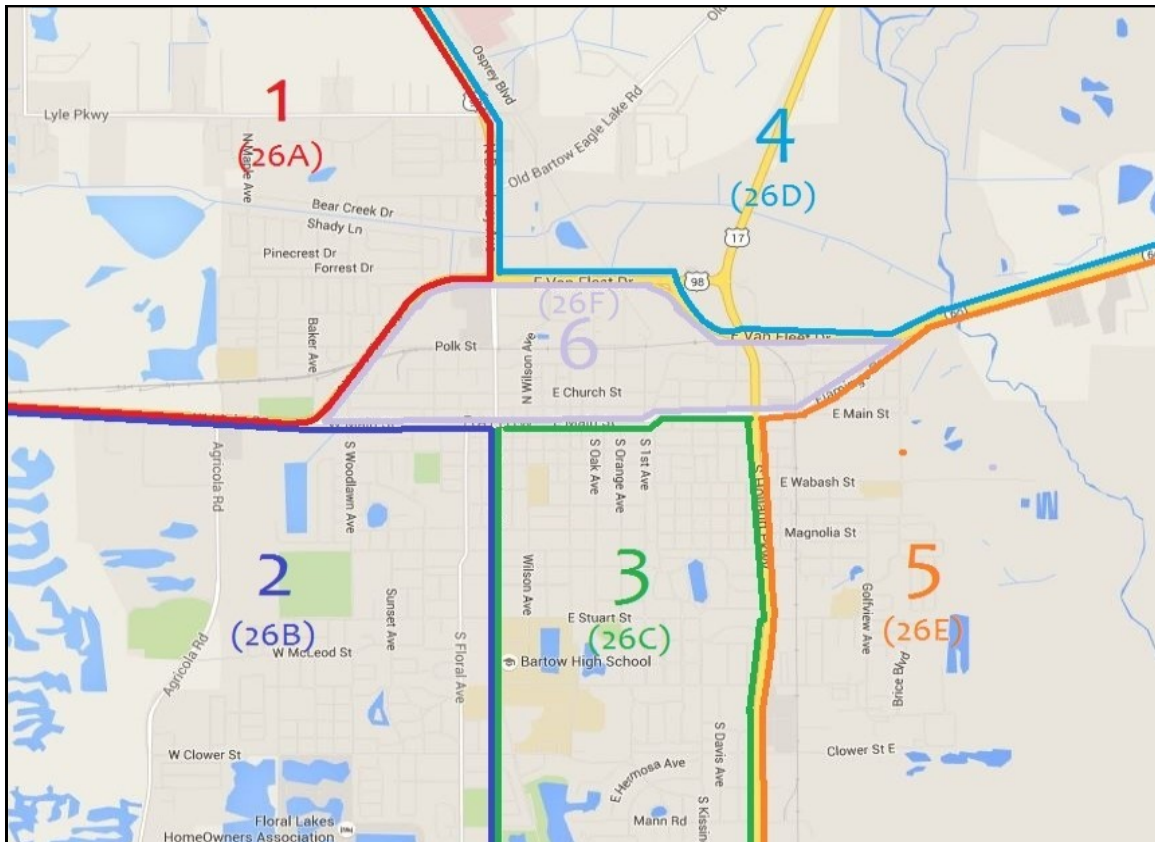 Osprey Blvd
Old
1
(26A)
Lyle Pkwy
N Maple Ave
Old Bartow Eagle Lake Rd
4
(26D)
Bear Creek Dr
Shady Ln
17
Pinecrest Dr
Forrest Dr
98
E Van Fleet Dr
(26F)
6
E Van Fleet Dr
Baker Ave
Polk St
N Wilson Ave
E Church St
Flamingo
E Main St
E Main St
Agricola Rd
S Woodlawn Ave
S Oak Ave
S Orange Ave
S 1st Ave
E Wabash St
Magnolia St
2
(26B)
3
(26C)
5
(26E)
Wilson Ave
Sunset Ave
S Floral Ave
E Stuart St
Golfview Ave
W McLeod St
Bartow High School
Brice Blvd
Agricola Rd
W Clower St
S Davis Ave
Clower St E
E Hermosa Ave
S Kissing
Floral Lakes
HomeOwners Association
Mann Rd